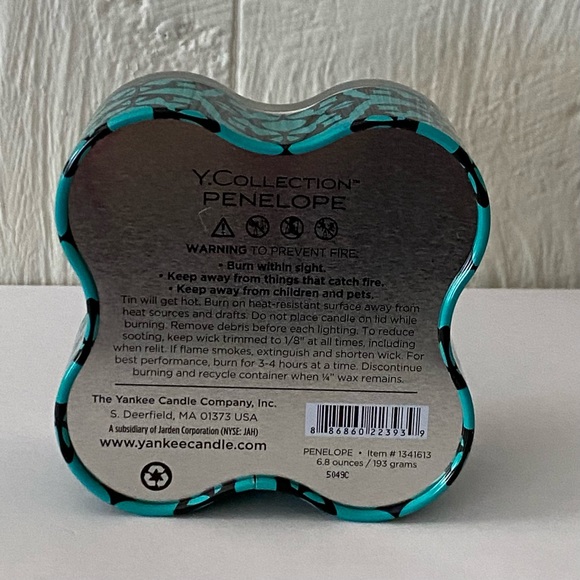 Y.COLLECTION™
PENELOPE
WARNING TO PREVENT FIRE:
• Burn within sight.
• Keep away from things that catch fire.
• Keep away from children and pets.
Tin will get hot. Burn on heat-resistant surface away from
heat sources and drafts. Do not place candle on lid while
burning. Remove debris before each lighting. To reduce
sooting, keep wick trimmed to 1/8" at all times, including
when relit. If flame smokes, extinguish and shorten wick. For
best performance, burn for 3-4 hours at a time. Discontinue
burning and recycle container when ¼" wax remains.
The Yankee Candle Company, Inc.
S. Deerfield, MA 01373 USA
A subsidiary of Jarden Corporation (NYSE: JAH)
www.yankeecandle.com
8 86860 22393 9
PENELOPE • Item # 1341613
6.8 ounces / 193 grams
5049C